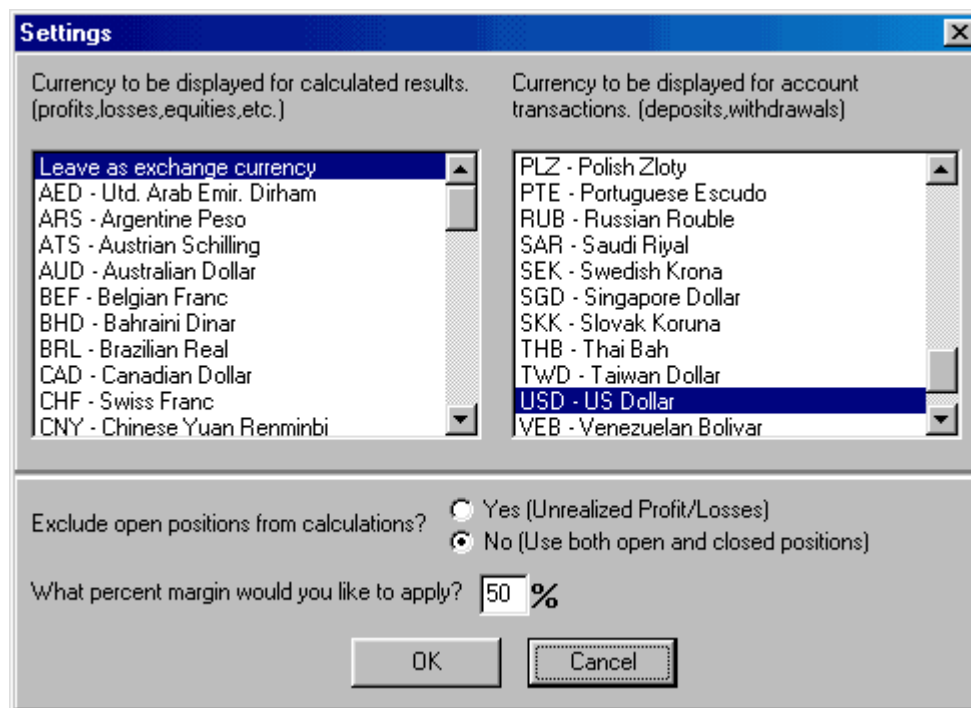 Settings
Currency to be displayed for calculated results.
(profits,losses,equities,etc.)
Currency to be displayed for account
transactions. (deposits,withdrawals)
Leave as exchange currency
AED - Utd. Arab Emir. Dirham
ARS - Argentine Peso
ATS - Austrian Schilling
AUD - Australian Dollar
BEF - Belgian Franc
BHD - Bahraini Dinar
BRL - Brazilian Real
CAD - Canadian Dollar
CHF - Swiss Franc
CNY - Chinese Yuan Renminbi
PLZ - Polish Zloty
PTE - Portuguese Escudo
RUB - Russian Rouble
SAR - Saudi Riyal
SEK - Swedish Krona
SGD - Singapore Dollar
SKK - Slovak Koruna
THB - Thai Bah
TWD - Taiwan Dollar
USD - US Dollar
VEB - Venezuelan Bolivar
Exclude open positions from calculations?
Yes (Unrealized Profit/Losses)
No (Use both open and closed positions)
What percent margin would you like to apply? 50 %
OK
Cancel